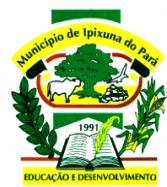 Município de Ipixuna do Pará
1991
EDUCAÇÃO E DESENVOLVIMENTO